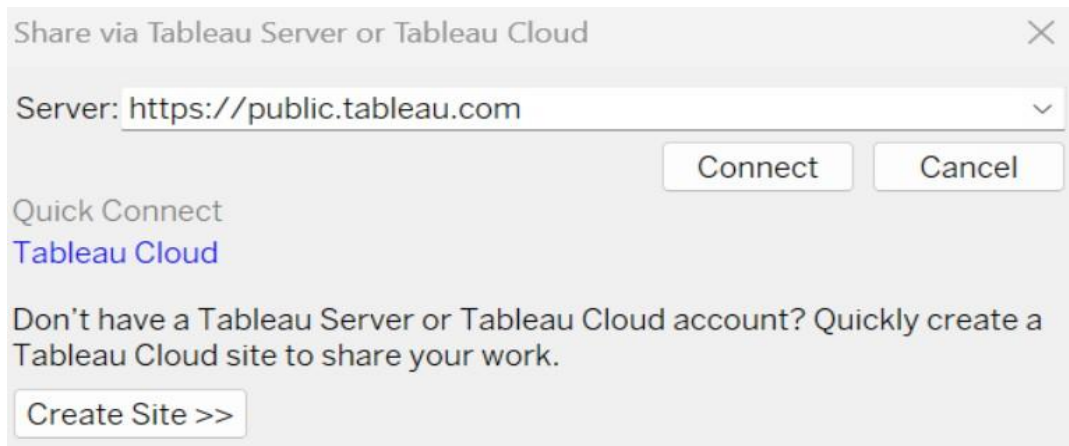 Share via Tableau Server or Tableau Cloud
Server: https://public.tableau.com
Connect Cancel
Quick Connect
Tableau Cloud
Don't have a Tableau Server or Tableau Cloud account? Quickly create a
Tableau Cloud site to share your work.
Create Site >>